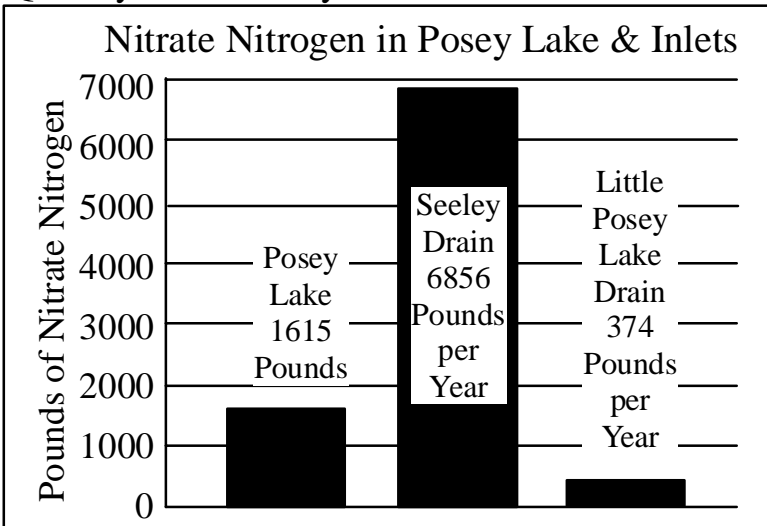 Nitrate Nitrogen in Posey Lake & Inlets
Pounds of Nitrate Nitrogen
7000
6000
5000
4000
3000
2000
1000
0
Posey
Lake
1615
Pounds
Seeley
Drain
6856
Pounds
per
Year
Little
Posey
Lake
Drain
374
Pounds
per
Year